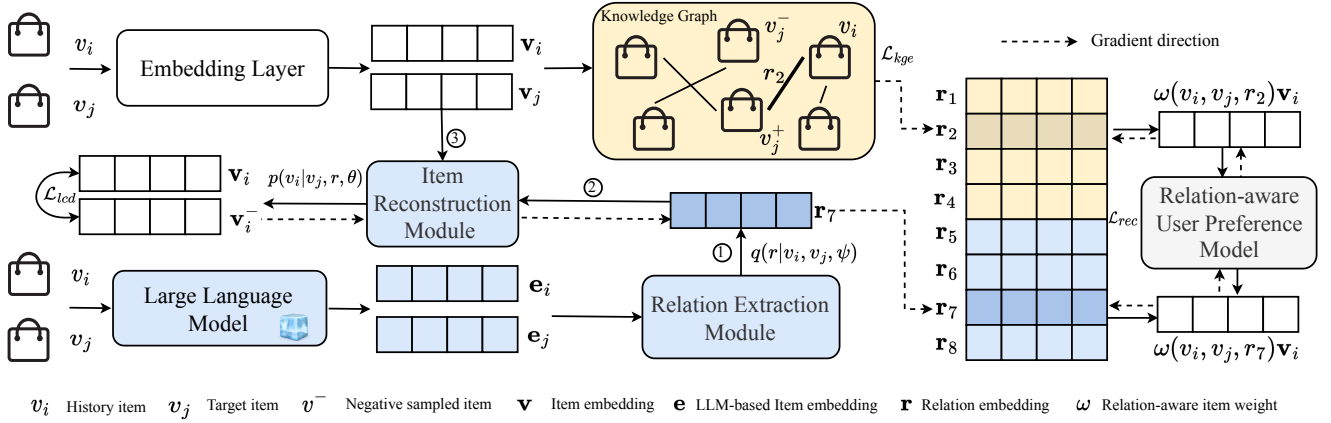 v_i
v_j
Embedding Layer
𝐯_i
𝐯_j
Knowledge Graph
v_j^-
v_i
r_2
v_j^+
ℒ_kge
Gradient direction
𝐫_1
𝐫_2
𝐫_3
𝐫_4
𝐫_5
𝐫_6
𝐫_7
𝐫_8
ω(v_i, v_j, r_2)𝐯_i
Relation-aware
User Preference
Model
ℒ_rec
ω(v_i, v_j, r_7)𝐯_i
③
ℒ_lcd
𝐯_i
𝐯_i^-
p(v_i|v_j, r, θ)
Item
Reconstruction
Module
②
𝐫_7
①
q(r|v_i, v_j, ψ)
v_i
v_j
Large Language
Model
𝐞_i
𝐞_j
Relation Extraction
Module
v_i History item v_j Target item v^- Negative sampled item 𝐯 Item embedding 𝐞 LLM-based Item embedding 𝐫 Relation embedding ω Relation-aware item weight